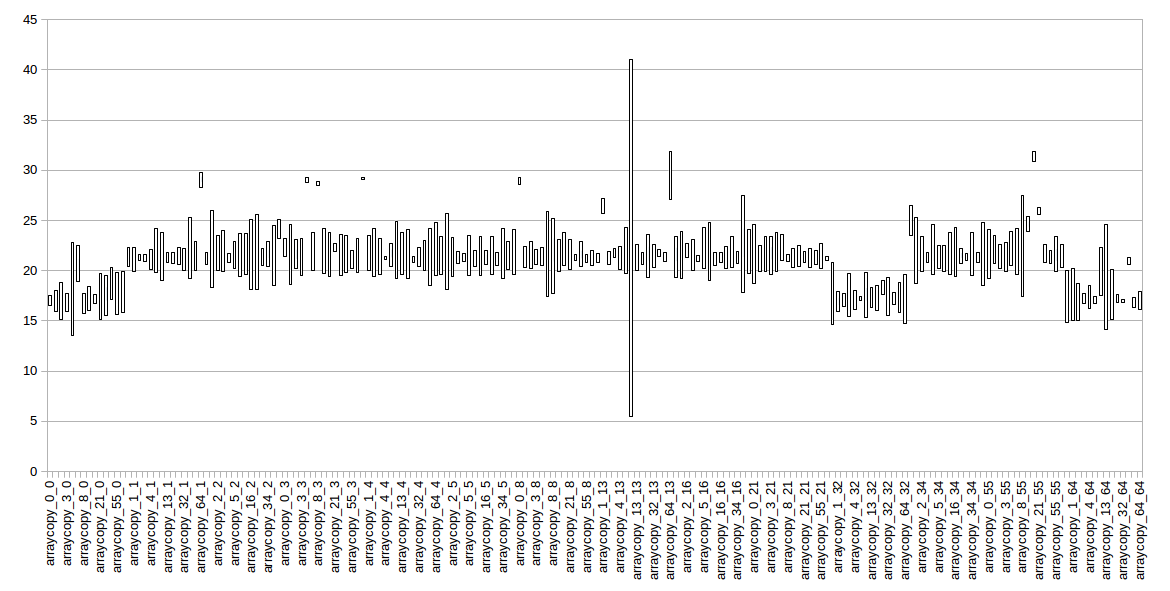 45
40
35
30
25
20
15
10
5
0
arraycopy_0_0
arraycopy_3_0
arraycopy_8_0
arraycopy_21_0
arraycopy_55_0
arraycopy_1_1
arraycopy_4_1
arraycopy_13_1
arraycopy_32_1
arraycopy_64_1
arraycopy_2_2
arraycopy_5_2
arraycopy_16_2
arraycopy_34_2
arraycopy_0_3
arraycopy_3_3
arraycopy_8_3
arraycopy_21_3
arraycopy_55_3
arraycopy_1_4
arraycopy_4_4
arraycopy_13_4
arraycopy_32_4
arraycopy_64_4
arraycopy_2_5
arraycopy_5_5
arraycopy_16_5
arraycopy_34_5
arraycopy_0_8
arraycopy_3_8
arraycopy_8_8
arraycopy_21_8
arraycopy_55_8
arraycopy_1_13
arraycopy_4_13
arraycopy_13_13
arraycopy_32_13
arraycopy_64_13
arraycopy_2_16
arraycopy_5_16
arraycopy_16_16
arraycopy_34_16
arraycopy_0_21
arraycopy_3_21
arraycopy_8_21
arraycopy_21_21
arraycopy_55_21
arraycopy_1_32
arraycopy_4_32
arraycopy_13_32
arraycopy_32_32
arraycopy_64_32
arraycopy_2_34
arraycopy_5_34
arraycopy_16_34
arraycopy_34_34
arraycopy_0_55
arraycopy_3_55
arraycopy_8_55
arraycopy_21_55
arraycopy_55_55
arraycopy_1_64
arraycopy_4_64
arraycopy_13_64
arraycopy_32_64
arraycopy_64_64